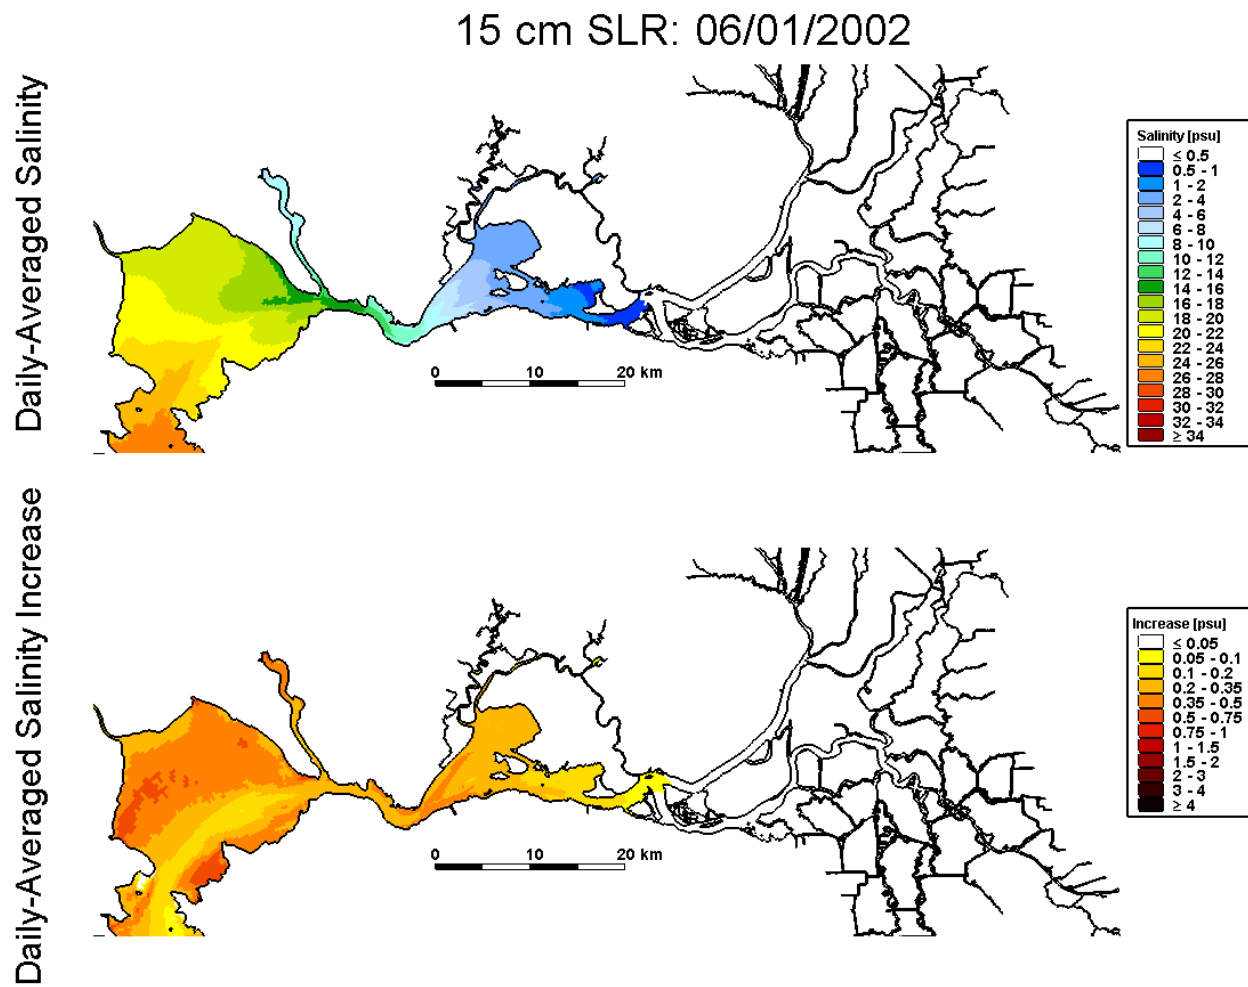 15 cm SLR: 06/01/2002
Daily-Averaged Salinity
Salinity [psu]
≤ 0.5
0.5 - 1
1 - 2
2 - 4
4 - 6
6 - 8
8 - 10
10 - 12
12 - 14
14 - 16
16 - 18
18 - 20
20 - 22
22 - 24
24 - 26
26 - 28
28 - 30
30 - 32
32 - 34
≥ 34
0 10 20 km
Daily-Averaged Salinity Increase
Increase [psu]
≤ 0.05
0.05 - 0.1
0.1 - 0.2
0.2 - 0.35
0.35 - 0.5
0.5 - 0.75
0.75 - 1
1 - 1.5
1.5 - 2
2 - 3
3 - 4
≥ 4
0 10 20 km